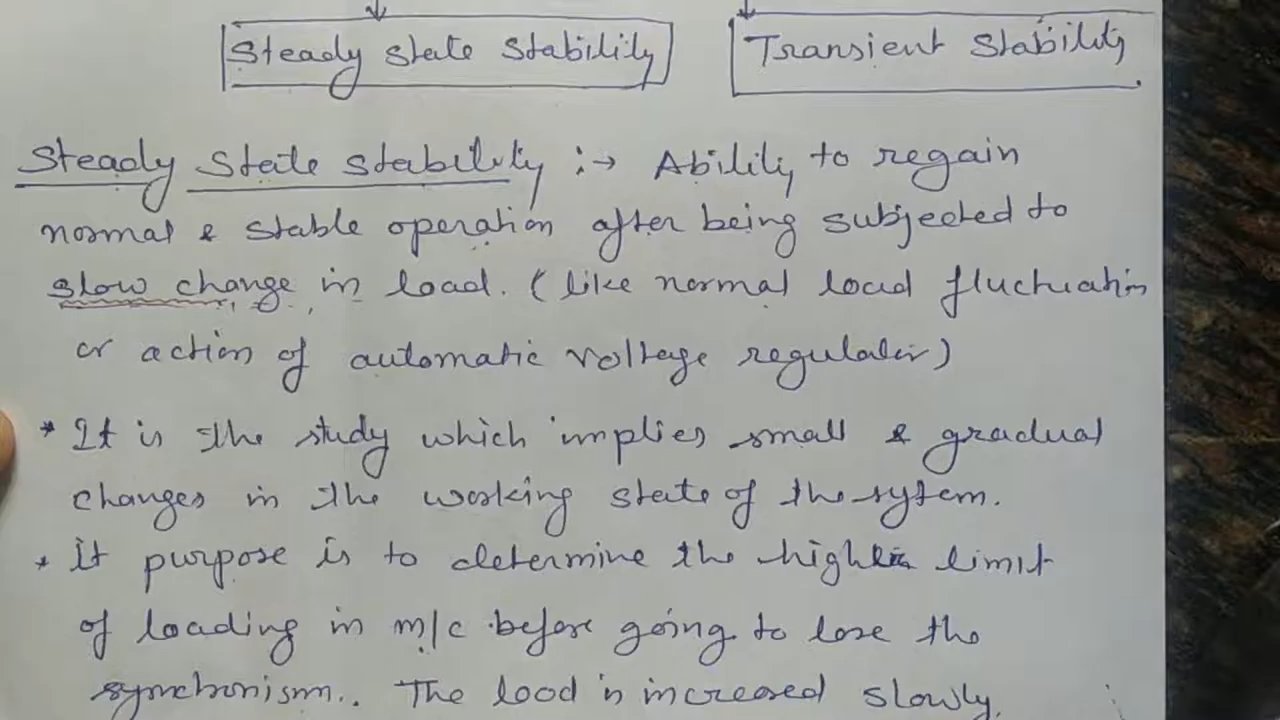 Steady state stability
Transient stability
Steady state stability :→ Ability to regain
normal & stable operation after being subjected to
slow change in load. (like normal load fluctuation
or action of automatic voltage regulator)
* It is the study which implies small & gradual
changes in the working state of the sytem.
* it purpose is to determine the higher limit
of loading in m/c before going to lose the
synchronism.. The load is increased slowly.